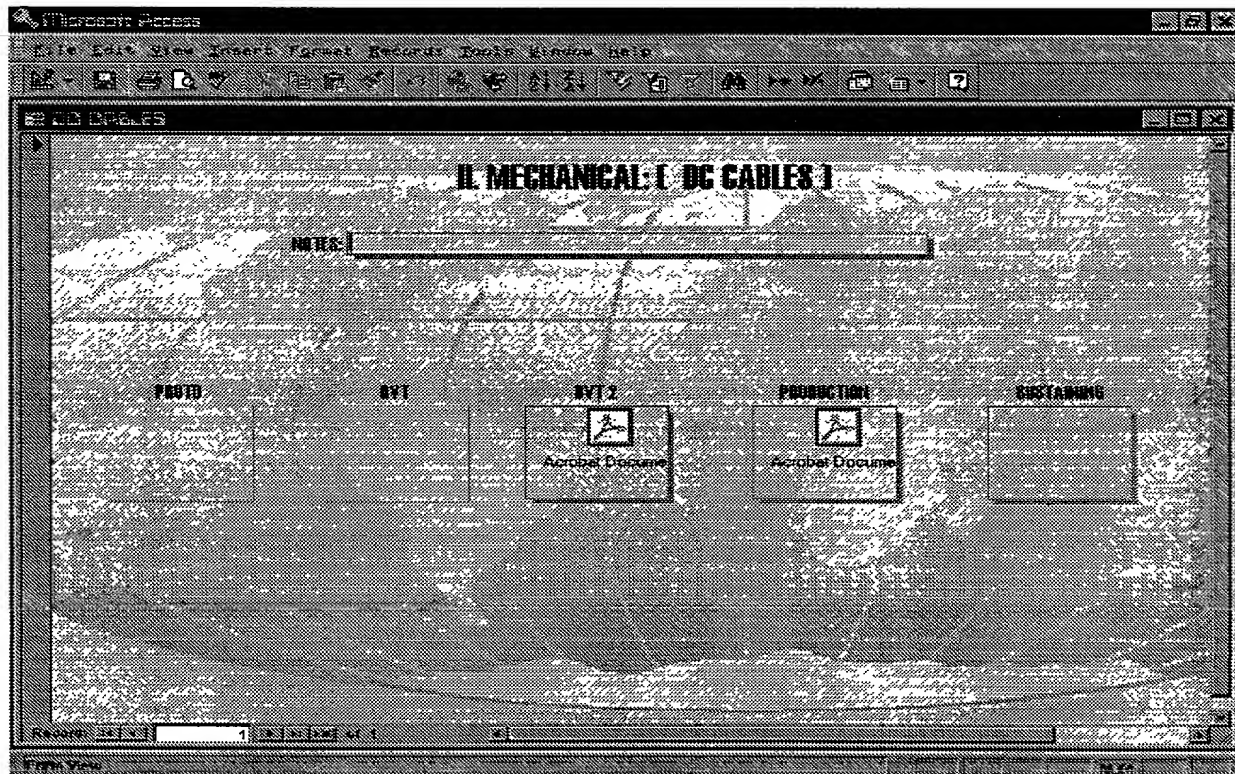 Microsoft Access
File Edit View Insert Format Records Tools Window Help
CABLES
II. MECHANICAL: [ DC CABLES ]
NOTES:
PROTO DVT DVT 2 PRODUCTION SUSTAINING
Acrobat Docume Acrobat Docume
Record: 1 of 1
Form View